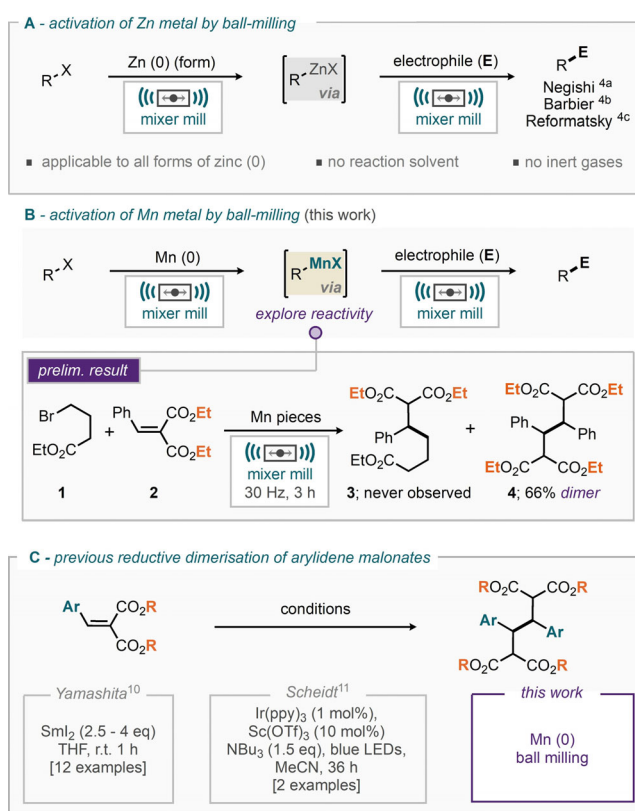 A - activation of Zn metal by ball-milling
R X
Zn (0) (form)
mixer mill
R ZnX
via
electrophile (E)
mixer mill
R E
Negishi 4a
Barbier 4b
Reformatsky 4c
■ applicable to all forms of zinc (0) ■ no reaction solvent ■ no inert gases
B - activation of Mn metal by ball-milling (this work)
R X
Mn (0)
mixer mill
R MnX
via
explore reactivity
electrophile (E)
mixer mill
R E
prelim. result
Br
EtO₂C
1
+
Ph CO₂Et
CO₂Et
2
Mn pieces
mixer mill
30 Hz, 3 h
EtO₂C CO₂Et
Ph
EtO₂C
3; never observed
+
EtO₂C CO₂Et
Ph Ph
EtO₂C CO₂Et
4; 66% dimer
C - previous reductive dimerisation of arylidene malonates
Ar CO₂R
CO₂R
conditions
RO₂C CO₂R
Ar
Ar
RO₂C CO₂R
Yamashita¹⁰
SmI₂ (2.5 - 4 eq)
THF, r.t. 1 h
[12 examples]
Scheidt¹¹
Ir(ppy)₃ (1 mol%),
Sc(OTf)₃ (10 mol%)
NBu₃ (1.5 eq), blue LEDs,
MeCN, 36 h
[2 examples]
this work
Mn (0)
ball milling